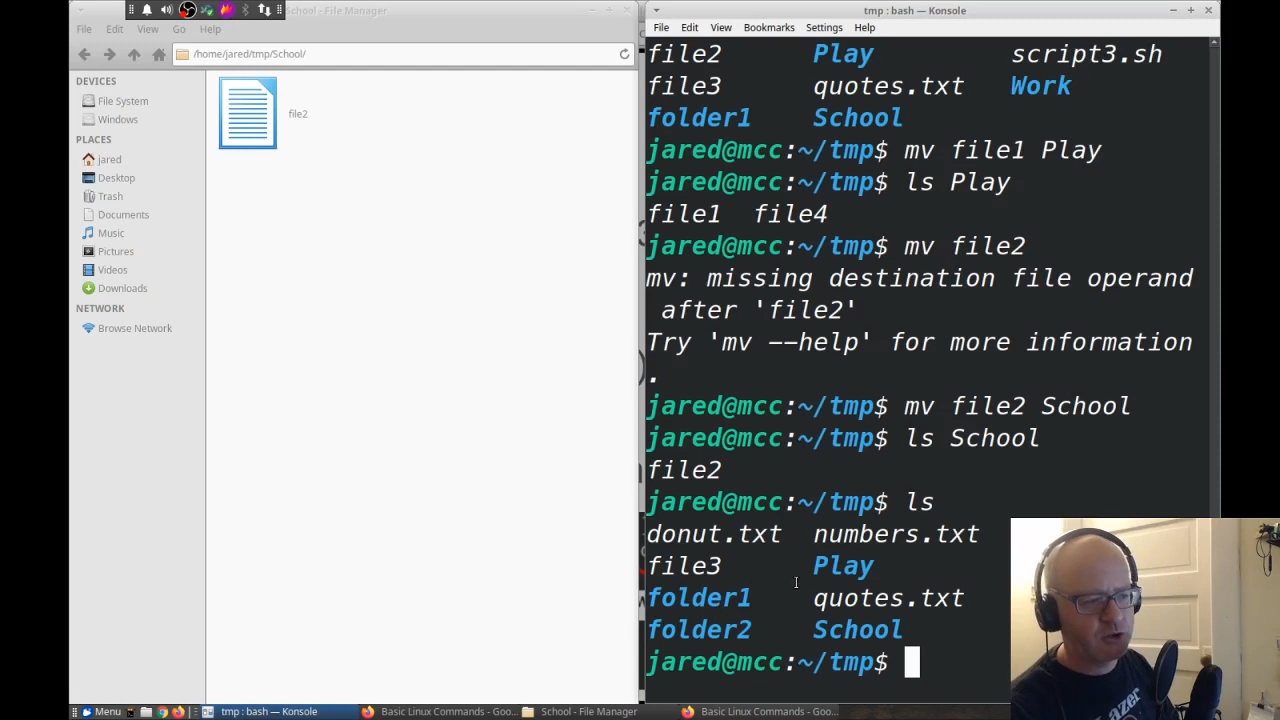 School - File Manager
File Edit View Go Help
/home/jared/tmp/School/
DEVICES
File System
Windows
PLACES
jared
Desktop
Trash
Documents
Music
Pictures
Videos
Downloads
NETWORK
Browse Network
file2
tmp : bash — Konsole
File Edit View Bookmarks Settings Help
file2 Play script3.sh
file3 quotes.txt Work
folder1 School
jared@mcc:~/tmp$ mv file1 Play
jared@mcc:~/tmp$ ls Play
file1 file4
jared@mcc:~/tmp$ mv file2
mv: missing destination file operand
after 'file2'
Try 'mv --help' for more information
.
jared@mcc:~/tmp$ mv file2 School
jared@mcc:~/tmp$ ls School
file2
jared@mcc:~/tmp$ ls
donut.txt numbers.txt
file3 Play
folder1 quotes.txt
folder2 School
jared@mcc:~/tmp$
Menu tmp : bash — Konsole Basic Linux Commands - Goo... School - File Manager Basic Linux Commands - Goo...